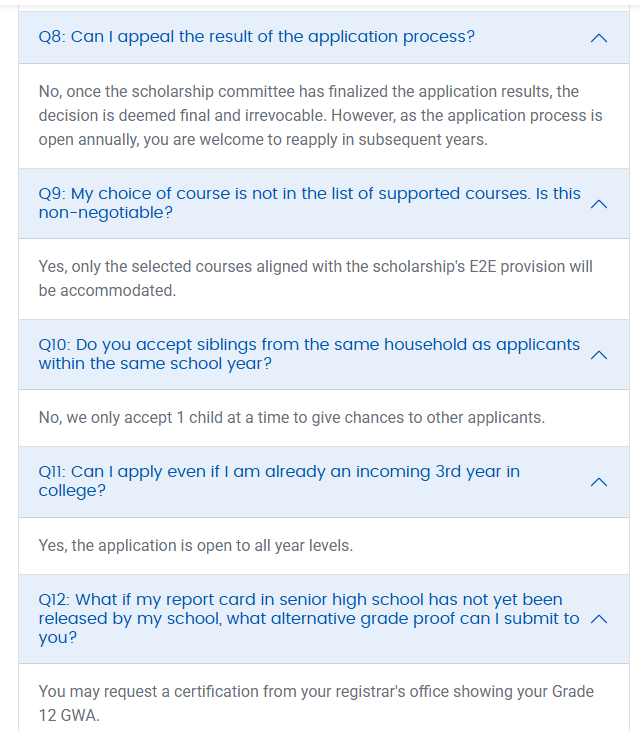 Q8: Can I appeal the result of the application process?
No, once the scholarship committee has finalized the application results, the
decision is deemed final and irrevocable. However, as the application process is
open annually, you are welcome to reapply in subsequent years.
Q9: My choice of course is not in the list of supported courses. Is this
non-negotiable?
Yes, only the selected courses aligned with the scholarship's E2E provision will
be accommodated.
Q10: Do you accept siblings from the same household as applicants
within the same school year?
No, we only accept 1 child at a time to give chances to other applicants.
Q11: Can I apply even if I am already an incoming 3rd year in
college?
Yes, the application is open to all year levels.
Q12: What if my report card in senior high school has not yet been
released by my school, what alternative grade proof can I submit to
you?
You may request a certification from your registrar's office showing your Grade
12 GWA.